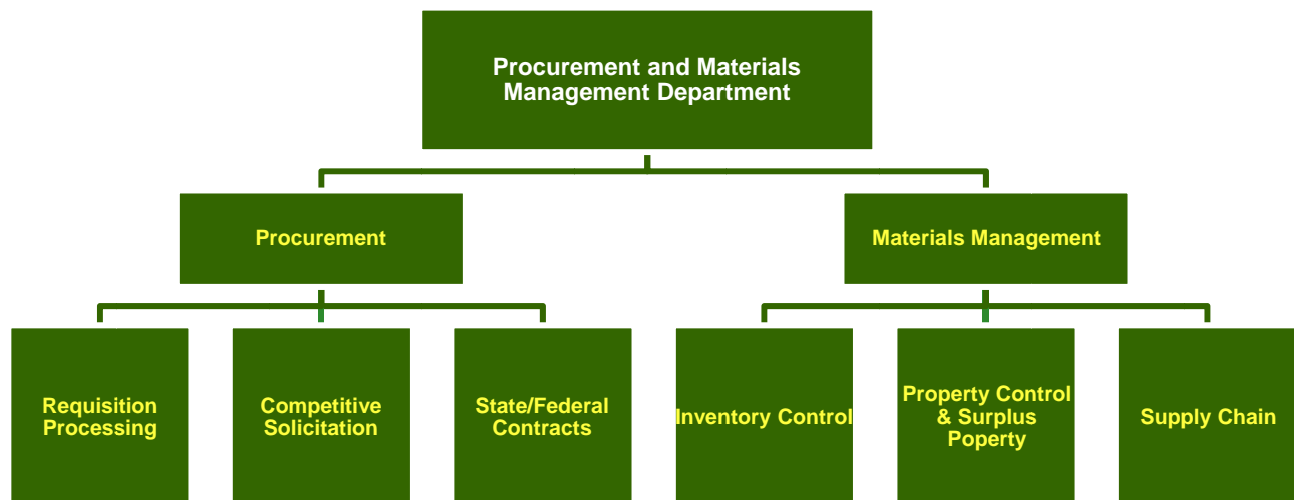 Procurement and Materials
Management Department
Procurement
Materials Management
Requisition
Processing
Competitive
Solicitation
State/Federal
Contracts
Inventory Control
Property Control
& Surplus
Poperty
Supply Chain